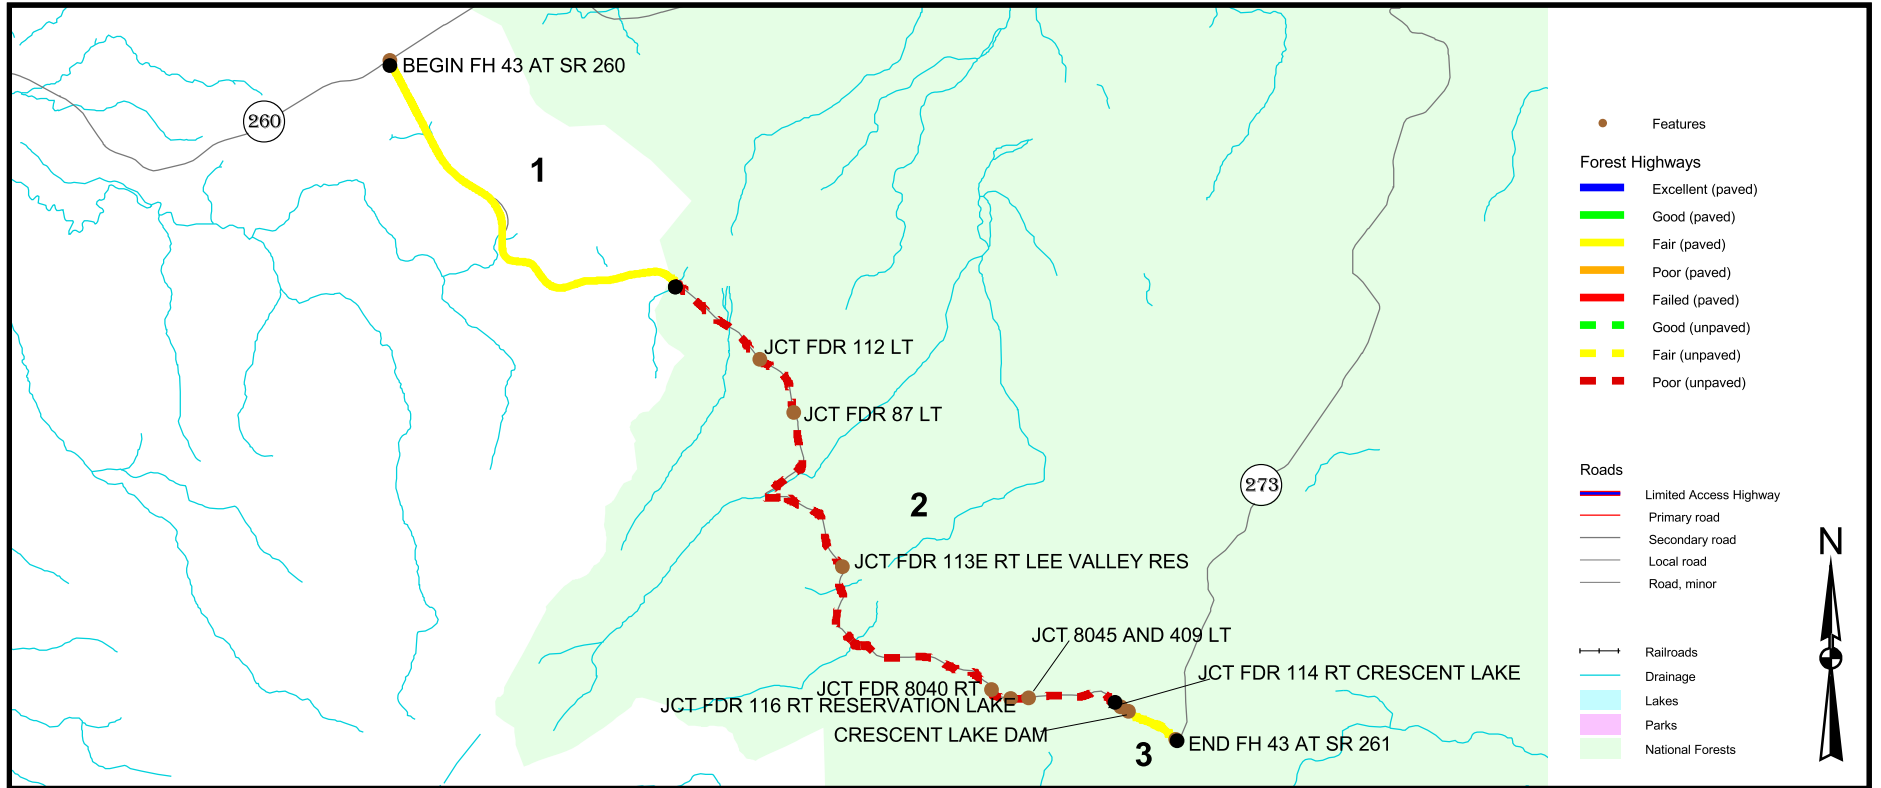 BEGIN FH 43 AT SR 260
260
1
JCT FDR 112 LT
JCT FDR 87 LT
2
273
JCT FDR 113E RT LEE VALLEY RES
JCT 8045 AND 409 LT
JCT FDR 114 RT CRESCENT LAKE
JCT FDR 8040 RT
JCT FDR 116 RT RESERVATION LAKE
CRESCENT LAKE DAM
END FH 43 AT SR 261
3
Features
Forest Highways
Excellent (paved)
Good (paved)
Fair (paved)
Poor (paved)
Failed (paved)
Good (unpaved)
Fair (unpaved)
Poor (unpaved)
Roads
Limited Access Highway
Primary road
Secondary road
Local road
Road, minor
Railroads
Drainage
Lakes
Parks
National Forests
N